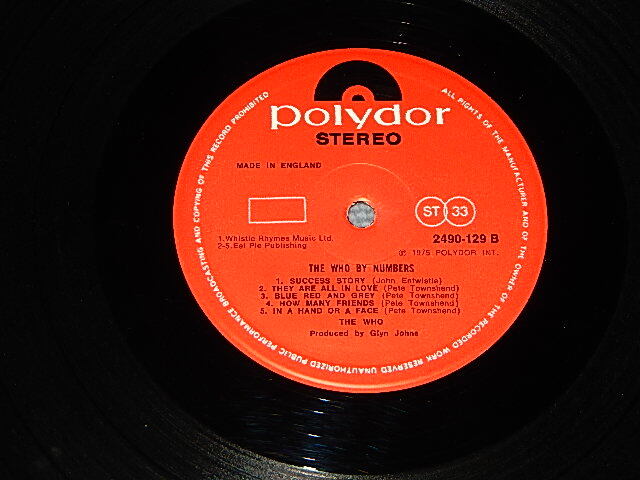 polydor
STEREO
MADE IN ENGLAND
ST 33
1.Whistle Rhymes Music Ltd.
2-5.Eel Pie Publishing
2490-129 B
℗ 1975 POLYDOR INT.
THE WHO BY NUMBERS
1. SUCCESS STORY (John Entwistle)
2. THEY ARE ALL IN LOVE (Pete Townshend)
3. BLUE RED AND GREY (Pete Townshend)
4. HOW MANY FRIENDS (Pete Townshend)
5. IN A HAND OR A FACE (Pete Townshend)
THE WHO
Produced by Glyn Johns
ALL RIGHTS OF THE MANUFACTURER AND OF THE OWNER OF THE RECORDED WORK RESERVED UNAUTHORIZED PUBLIC PERFORMANCE BROADCASTING AND COPYING OF THIS RECORD PROHIBITED